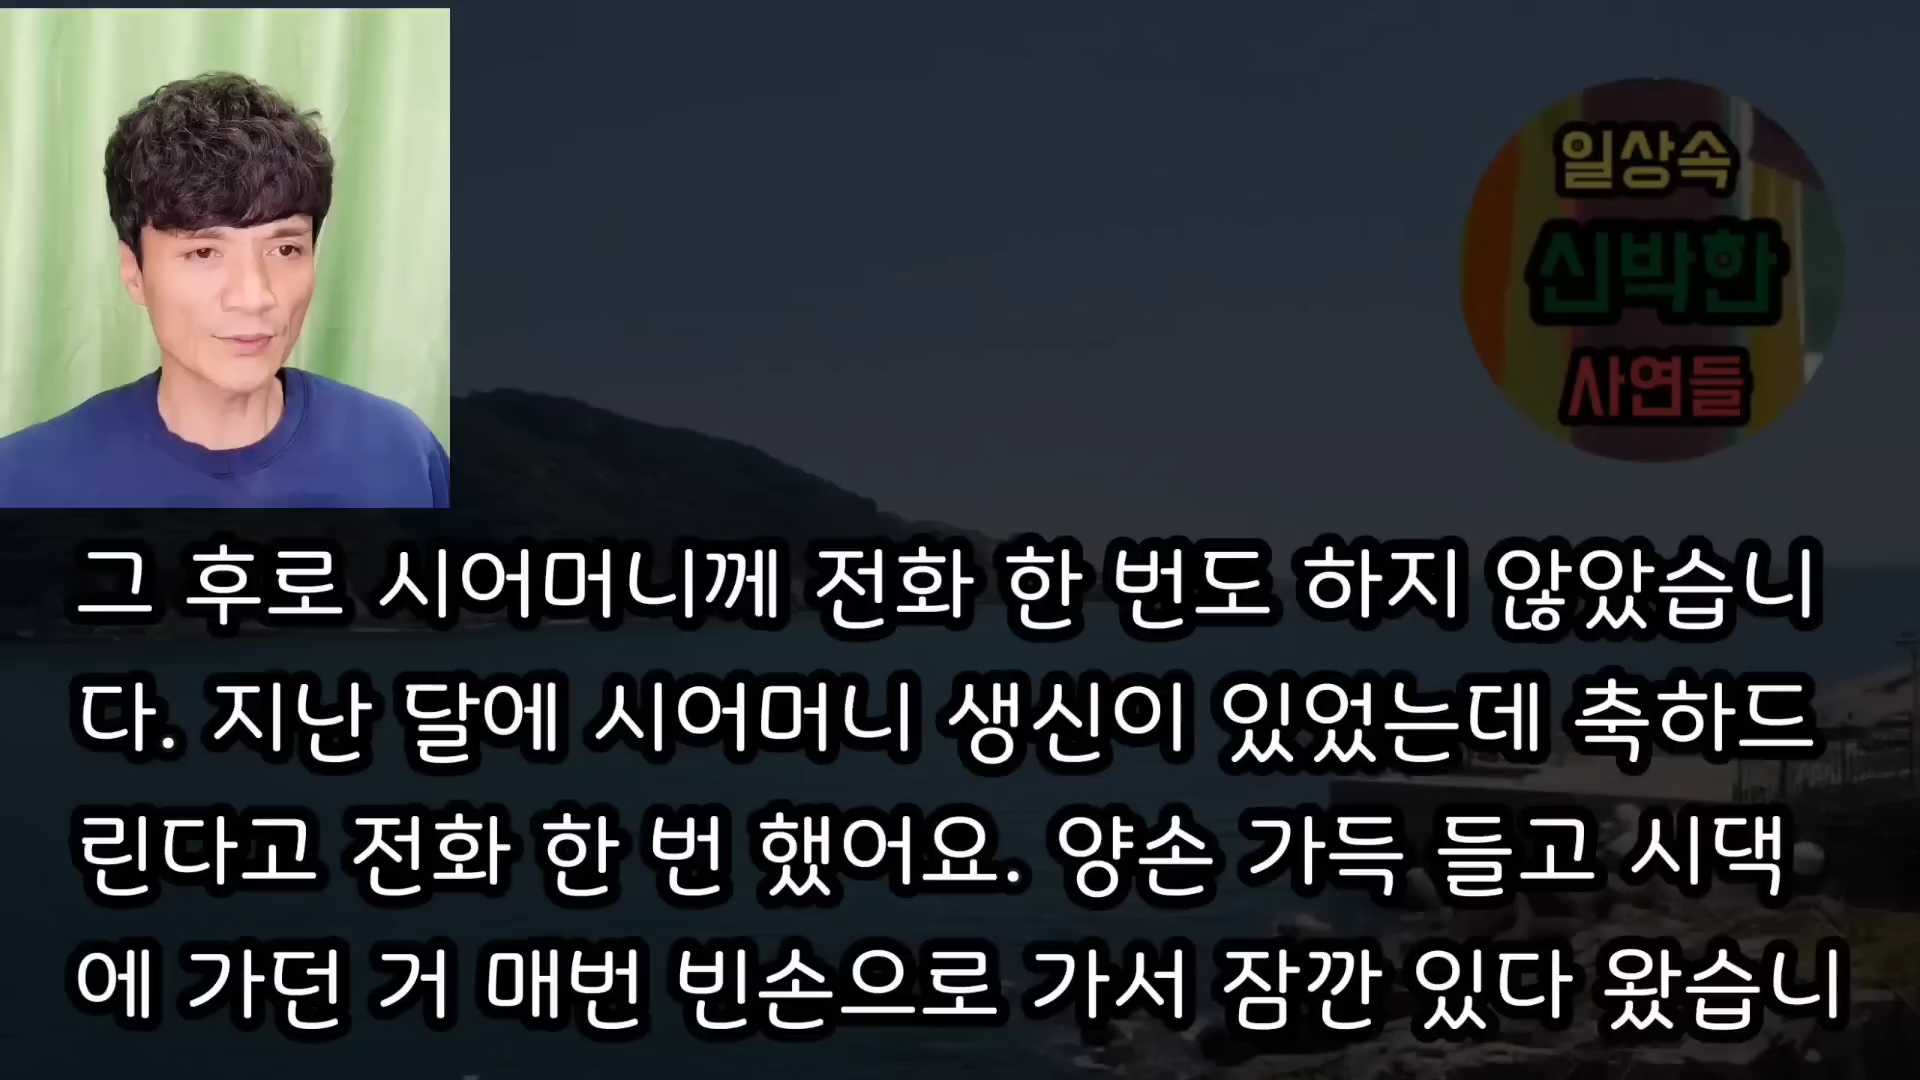 일상속
신박한
사연들
그 후로 시어머니께 전화 한 번도 하지 않았습니
다. 지난 달에 시어머니 생신이 있었는데 축하드
린다고 전화 한 번 했어요. 양손 가득 들고 시댁
에 가던 거 매번 빈손으로 가서 잠깐 있다 왔습니